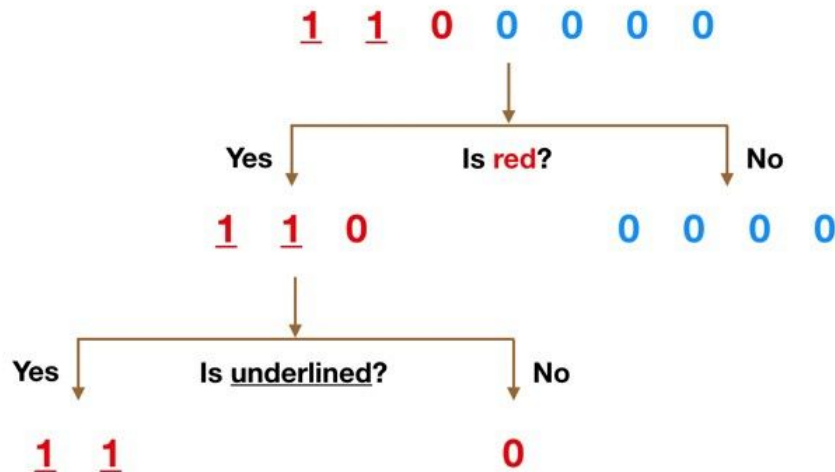 1 1 0 0 0 0 0
Yes Is red? No
1 1 0 0 0 0 0
Yes Is underlined? No
1 1 0